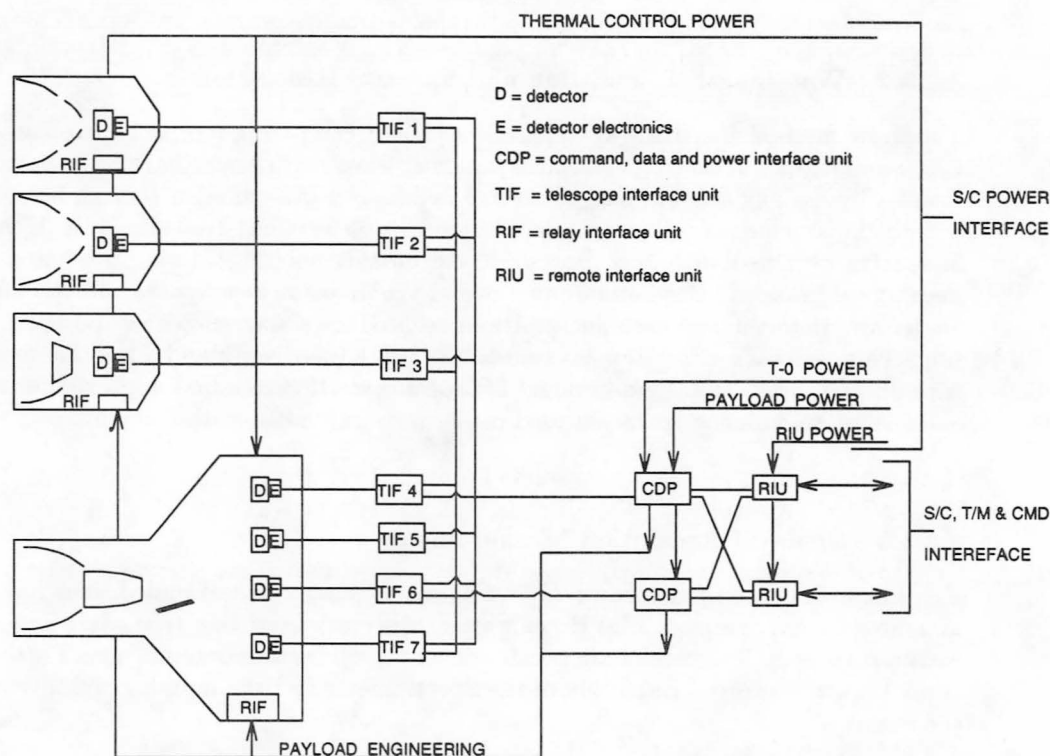 THERMAL CONTROL POWER
D = detector
E = detector electronics
CDP = command, data and power interface unit
TIF = telescope interface unit
RIF = relay interface unit
RIU = remote interface unit
S/C POWER
INTERFACE
D E
RIF
TIF 1
D E
RIF
TIF 2
D E
RIF
TIF 3
T-0 POWER
PAYLOAD POWER
RIU POWER
D E
TIF 4
CDP
RIU
S/C, T/M & CMD
INTEREFACE
D E
TIF 5
D E
TIF 6
CDP
RIU
D E
TIF 7
RIF
PAYLOAD ENGINEERING